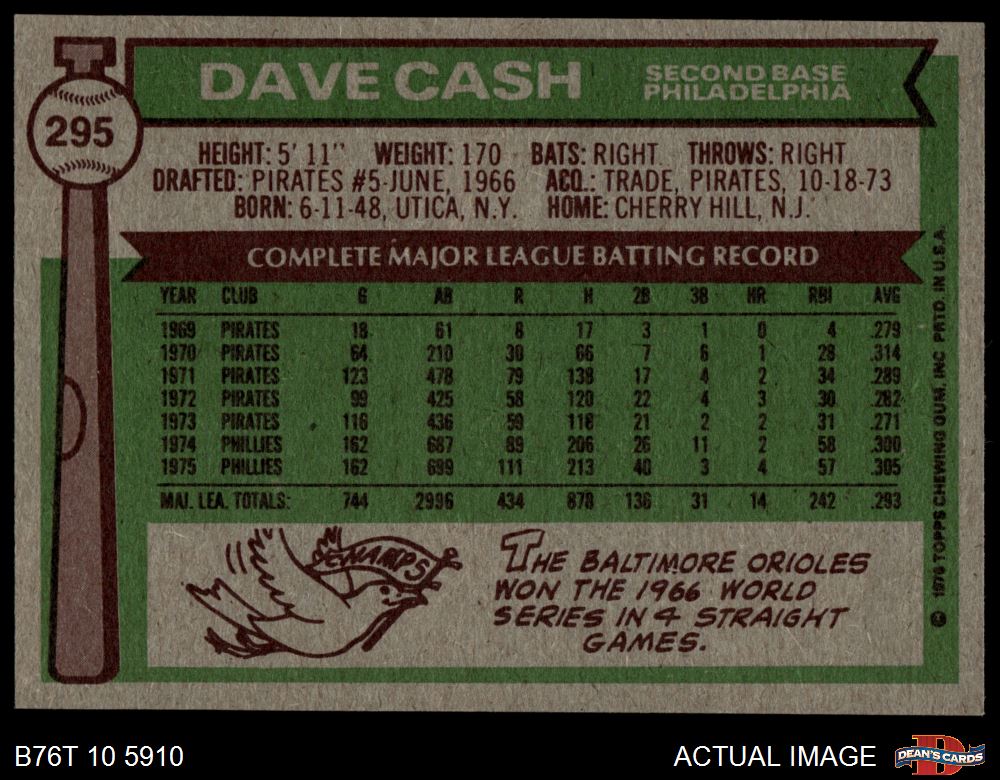 295
DAVE CASH
SECOND BASE
PHILADELPHIA
HEIGHT: 5' 11" WEIGHT: 170 BATS: RIGHT THROWS: RIGHT
DRAFTED: PIRATES #5-JUNE, 1966 ACQ.: TRADE, PIRATES, 10-18-73
BORN: 6-11-48, UTICA, N.Y. HOME: CHERRY HILL, N.J.
COMPLETE MAJOR LEAGUE BATTING RECORD
YEAR CLUB G AB R H 2B 3B HR RBI AVG
1969 PIRATES 18 61 8 17 3 1 0 4 .279
1970 PIRATES 64 210 30 66 7 6 1 28 .314
1971 PIRATES 123 478 79 138 17 4 2 34 .289
1972 PIRATES 99 425 58 120 22 4 3 30 .282
1973 PIRATES 116 436 59 118 21 2 2 31 .271
1974 PHILLIES 162 687 89 206 26 11 2 58 .300
1975 PHILLIES 162 699 111 213 40 3 4 57 .305
MAJ. LEA. TOTALS: 744 2996 434 878 136 31 14 242 .293
CHAMPS
THE BALTIMORE ORIOLES
WON THE 1966 WORLD
SERIES IN 4 STRAIGHT
GAMES.
© 1976 TOPPS CHEWING GUM, INC PRTD. IN U.S.A.
B76T 10 5910
ACTUAL IMAGE
DEAN'S CARDS